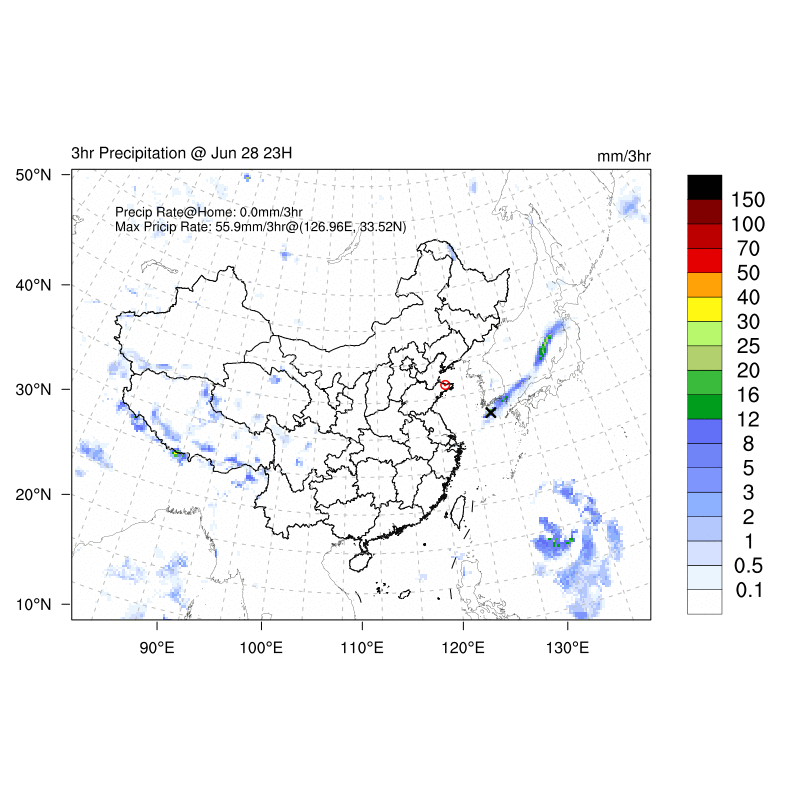 3hr Precipitation @ Jun 28 23H
mm/3hr
Precip Rate@Home: 0.0mm/3hr
Max Pricip Rate: 55.9mm/3hr@(126.96E, 33.52N)
50°N
40°N
30°N
20°N
10°N
90°E
100°E
110°E
120°E
130°E
150
100
70
50
40
30
25
20
16
12
8
5
3
2
1
0.5
0.1